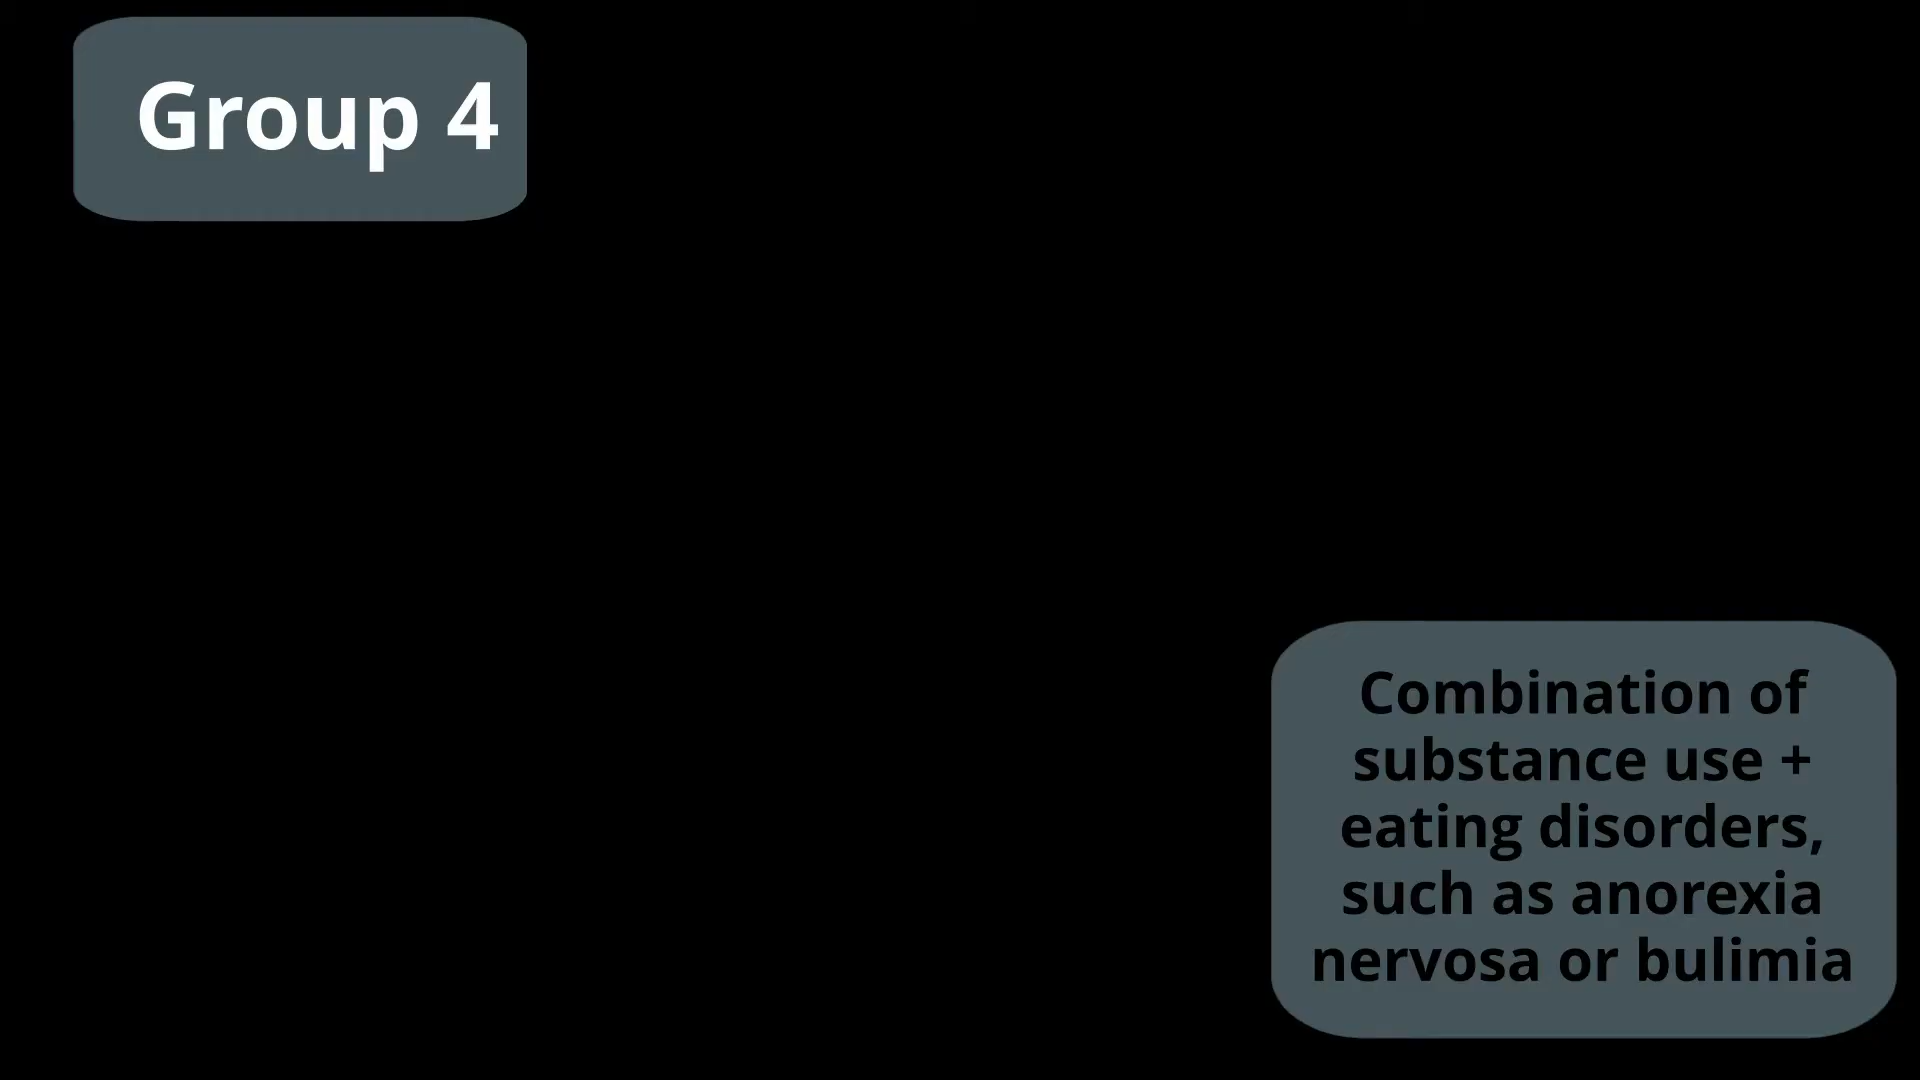 Group 4
Combination of
substance use +
eating disorders,
such as anorexia
nervosa or bulimia